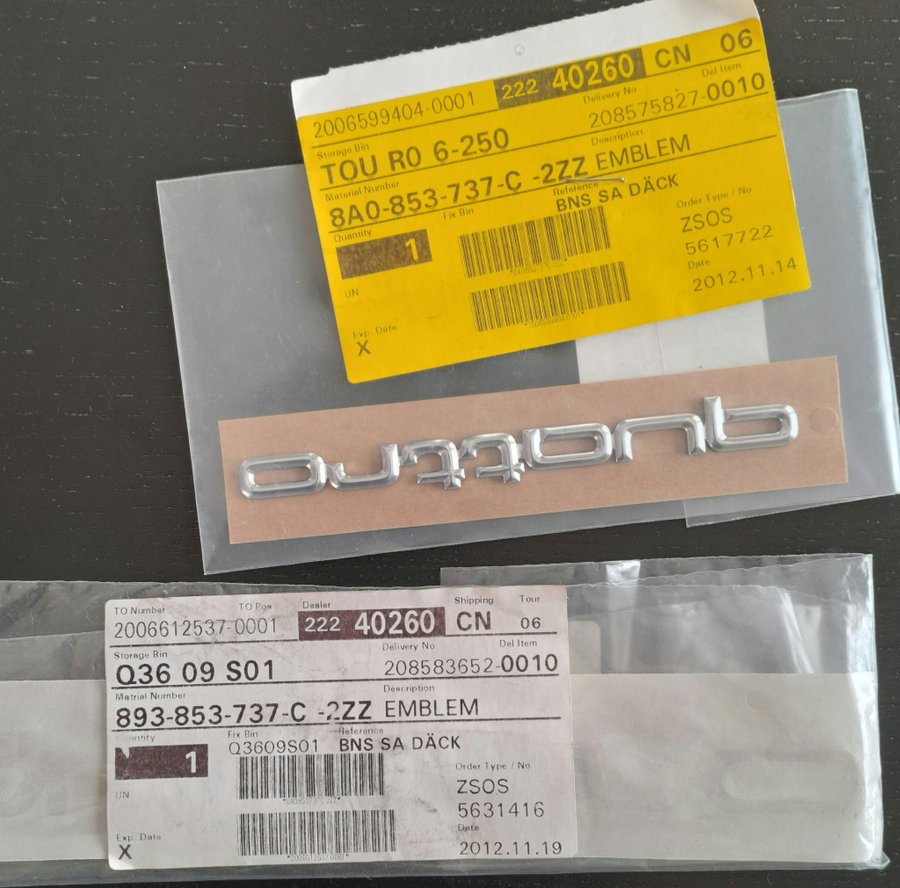 2006599404-0001 222 40260 CN 06
Storage Bin Delivery No Del Item
TOU R0 6-250 208575827-0010
Material Number Description
8A0-853-737-C -2ZZ EMBLEM
Quantity Fix Bin Reference
1 BNS SA DÄCK
Order Type / No
ZSOS
5617722
UN
Date
2012.11.14
Exp. Date
X
quattro
TO Number TO Pos Dealer Shipping Tour
2006612537-0001 222 40260 CN 06
Storage Bin Delivery No Del Item
Q36 09 S01 208583652-0010
Matrial Number Description
893-853-737-C -2ZZ EMBLEM
Fix Bin Reference
1 Q3609S01 BNS SA DÄCK
Order Type / No
UN ZSOS
5631416
Exp. Date Date
X 2012.11.19